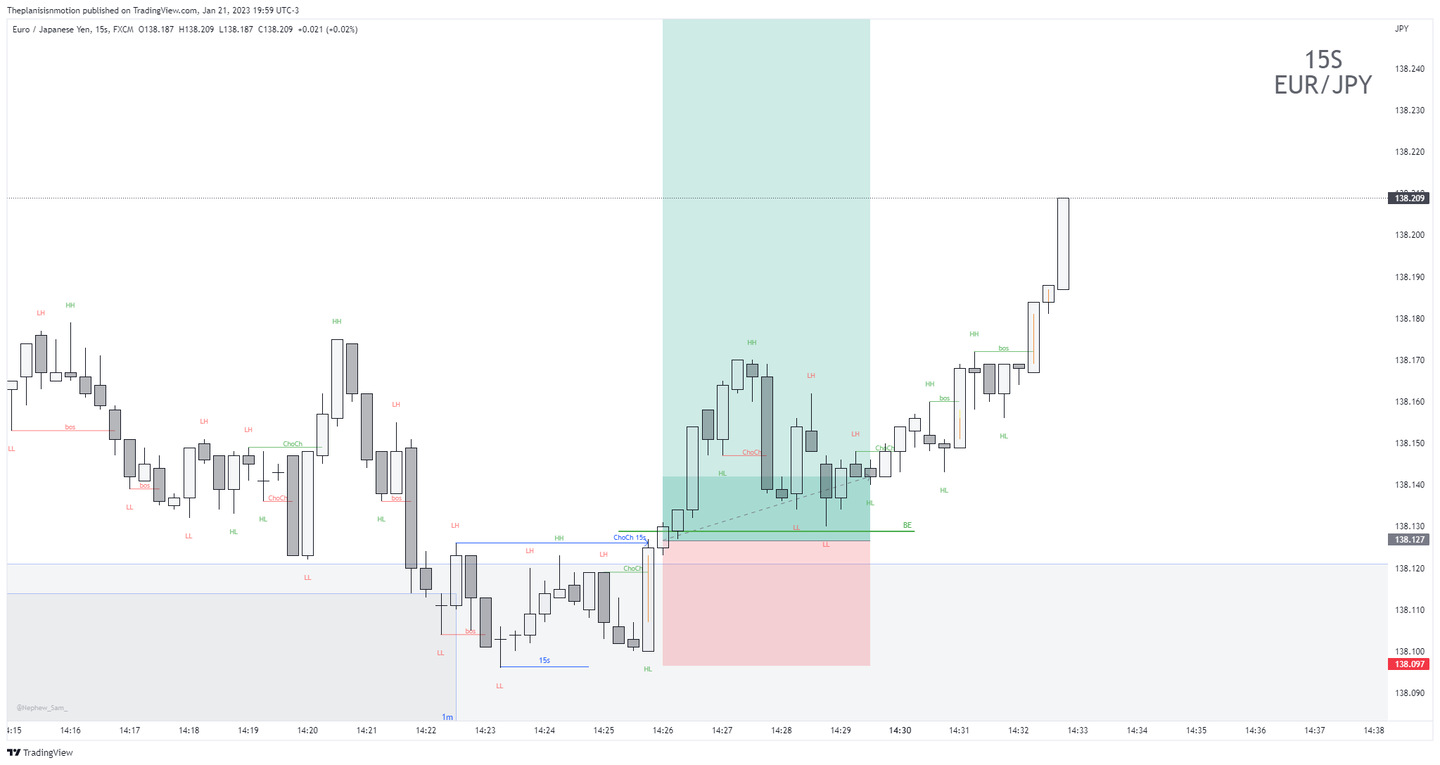 Theplanisinmotion published on TradingView.com, Jan 21, 2023 19:59 UTC-3
Euro / Japanese Yen, 15s, FXCM O138.187 H138.209 L138.187 C138.209 +0.021 (+0.02%)
JPY
15S
EUR/JPY
138.240
138.230
138.220
138.209
138.200
138.190
138.180
138.170
138.160
138.150
138.140
138.130
138.127
138.120
138.110
138.100
138.097
138.090
LH
HH
LL
bos
LL
bos
LH
LL
HL
LH
ChoCh
HL
ChoCh
LL
HH
LH
HL
bos
LH
LL
bos
ChoCh 15s
LH
HH
LH
ChoCh
15s
LL
HL
HH
LH
ChoCh
HL
LL
LL
LH
ChoCh
HL
BE
HH
bos
HL
HH
bos
HL
@Nephew_Sam_
1m
14:16
14:17
14:18
14:19
14:20
14:21
14:22
14:23
14:24
14:25
14:26
14:27
14:28
14:29
14:30
14:31
14:32
14:33
14:34
14:35
14:36
14:37
14:38
TradingView